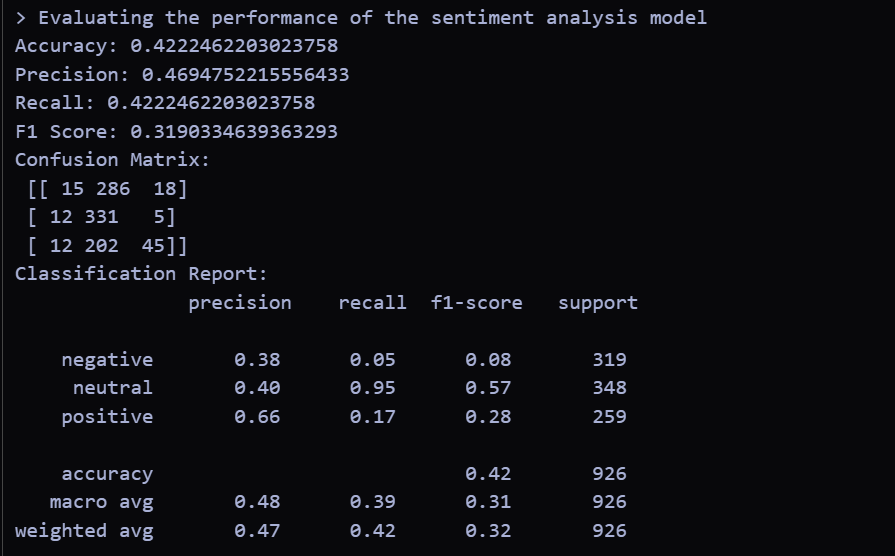 > Evaluating the performance of the sentiment analysis model
Accuracy: 0.4222462203023758
Precision: 0.4694752215556433
Recall: 0.4222462203023758
F1 Score: 0.3190334639363293
Confusion Matrix:
 [[ 15 286  18]
 [ 12 331   5]
 [ 12 202  45]]
Classification Report:
               precision    recall  f1-score   support

    negative       0.38      0.05      0.08       319
     neutral       0.40      0.95      0.57       348
    positive       0.66      0.17      0.28       259

    accuracy                           0.42       926
   macro avg       0.48      0.39      0.31       926
weighted avg       0.47      0.42      0.32       926